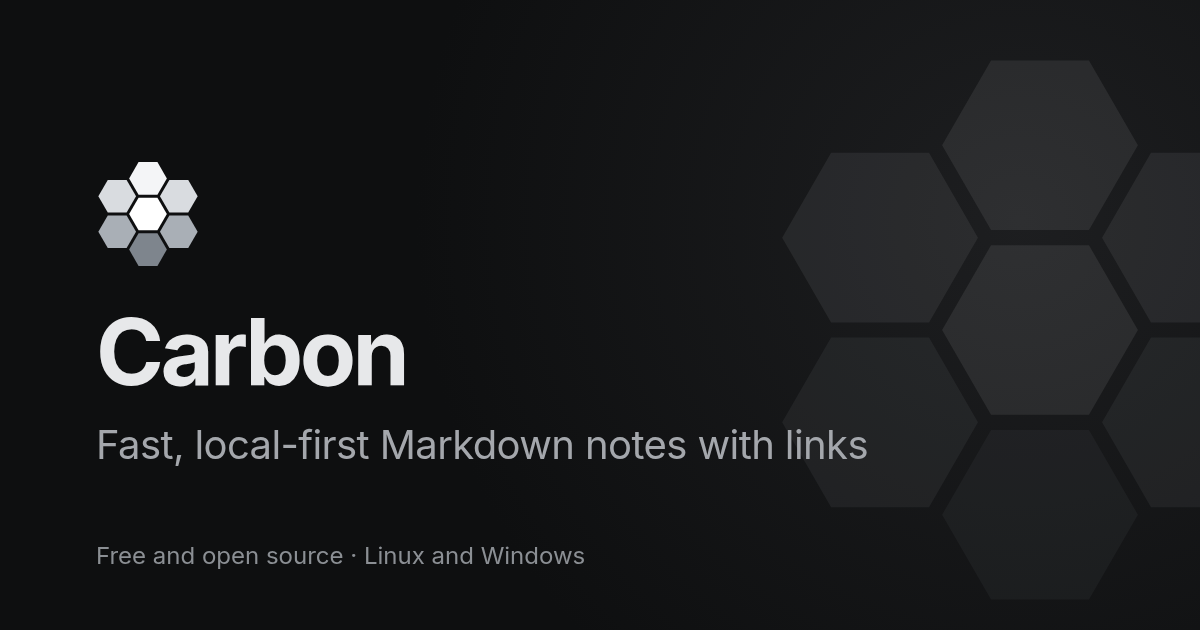 Carbon
Fast, local-first Markdown notes with links
Free and open source · Linux and Windows